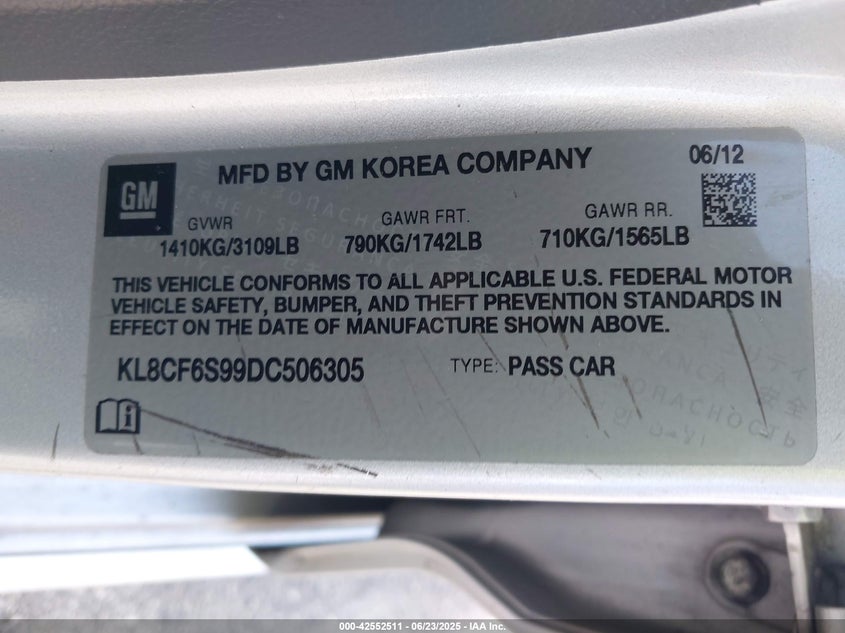 MFD BY GM KOREA COMPANY
06/12
GM
GVWR
GAWR FRT.
GAWR RR.
1410KG/3109LB
790KG/1742LB
710KG/1565LB
THIS VEHICLE CONFORMS TO ALL APPLICABLE U.S. FEDERAL MOTOR
VEHICLE SAFETY, BUMPER, AND THEFT PREVENTION STANDARDS IN
EFFECT ON THE DATE OF MANUFACTURE SHOWN ABOVE.
KL8CF6S99DC506305
TYPE: PASS CAR
000-42552511 - 06/23/2025 - IAA Inc.